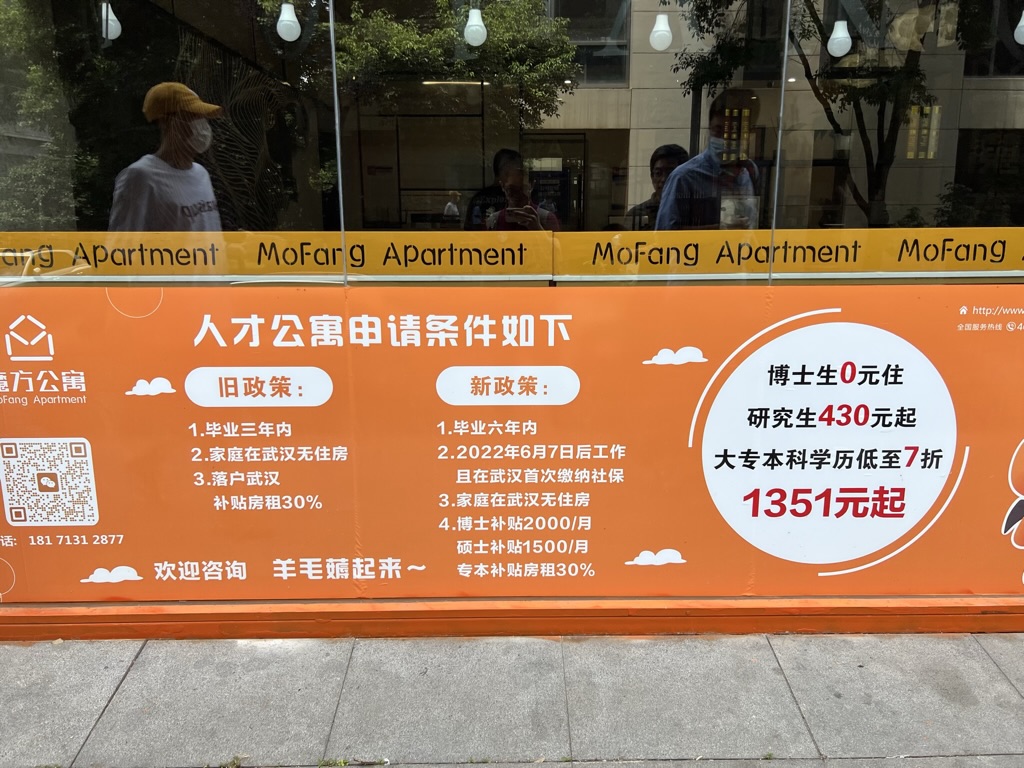 Apartment MoFang Apartment MoFang Apartment MoFang
人才公寓申请条件如下
方公寓
Apartment
181 7131 2877
旧政策：
1.毕业三年内
2.家庭在武汉无住房
3.落户武汉
补贴房租30%
新政策：
1.毕业六年内
2.2022年6月7日后工作
且在武汉首次缴纳社保
3.家庭在武汉无住房
4.博士补贴2000/月
硕士补贴1500/月
专本补贴房租30%
欢迎咨询 羊毛薅起来~
博士生0元住
研究生430元起
大专本科学历低至7折
1351元起
http://www
全国服务热线